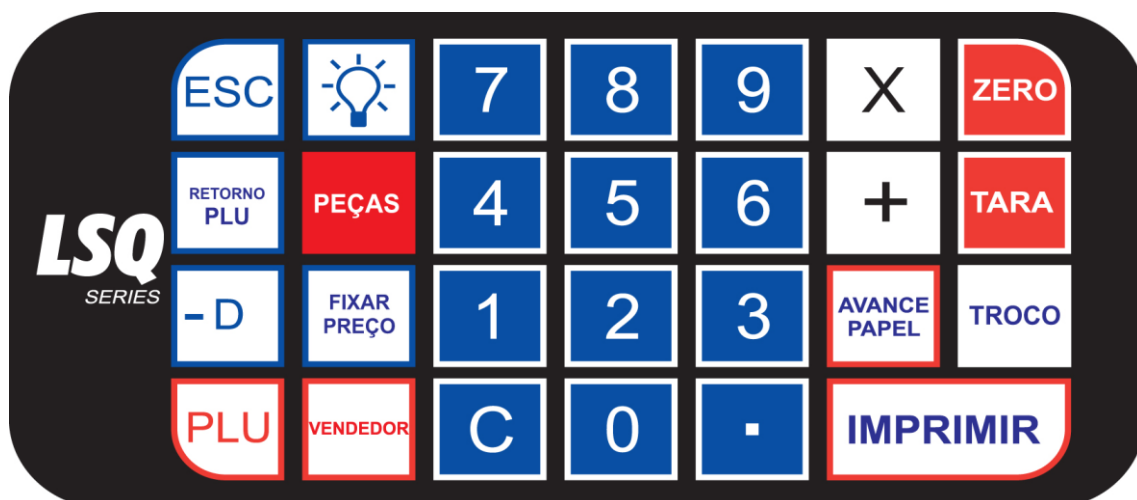 ESC
7
8
9
X
ZERO
RETORNO
PLU
PEÇAS
4
5
6
+
TARA
LSQ
SERIES
-D
FIXAR
PREÇO
1
2
3
AVANCE
PAPEL
TROCO
PLU
VENDEDOR
C
0
.
IMPRIMIR